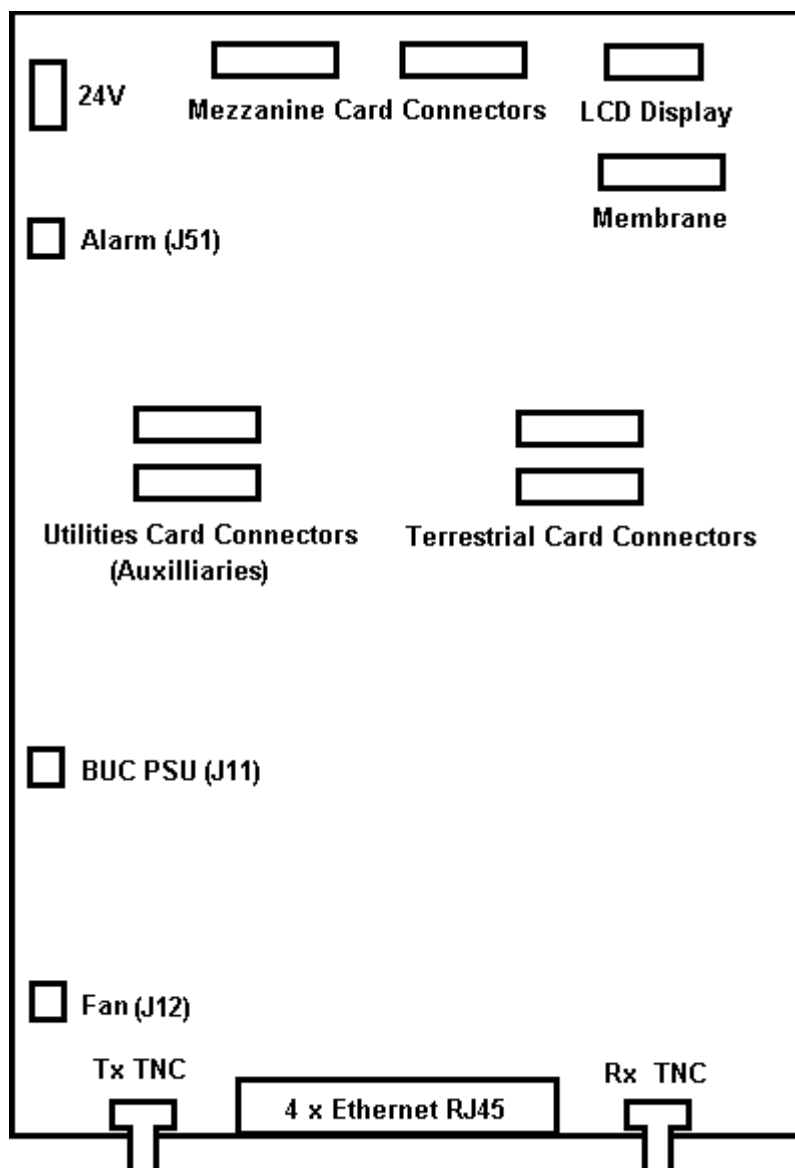 24V
Mezzanine Card Connectors
LCD Display
Membrane
Alarm (J51)
Utilities Card Connectors
(Auxilliaries)
Terrestrial Card Connectors
BUC PSU (J11)
Fan (J12)
Tx TNC
4 x Ethernet RJ45
Rx TNC